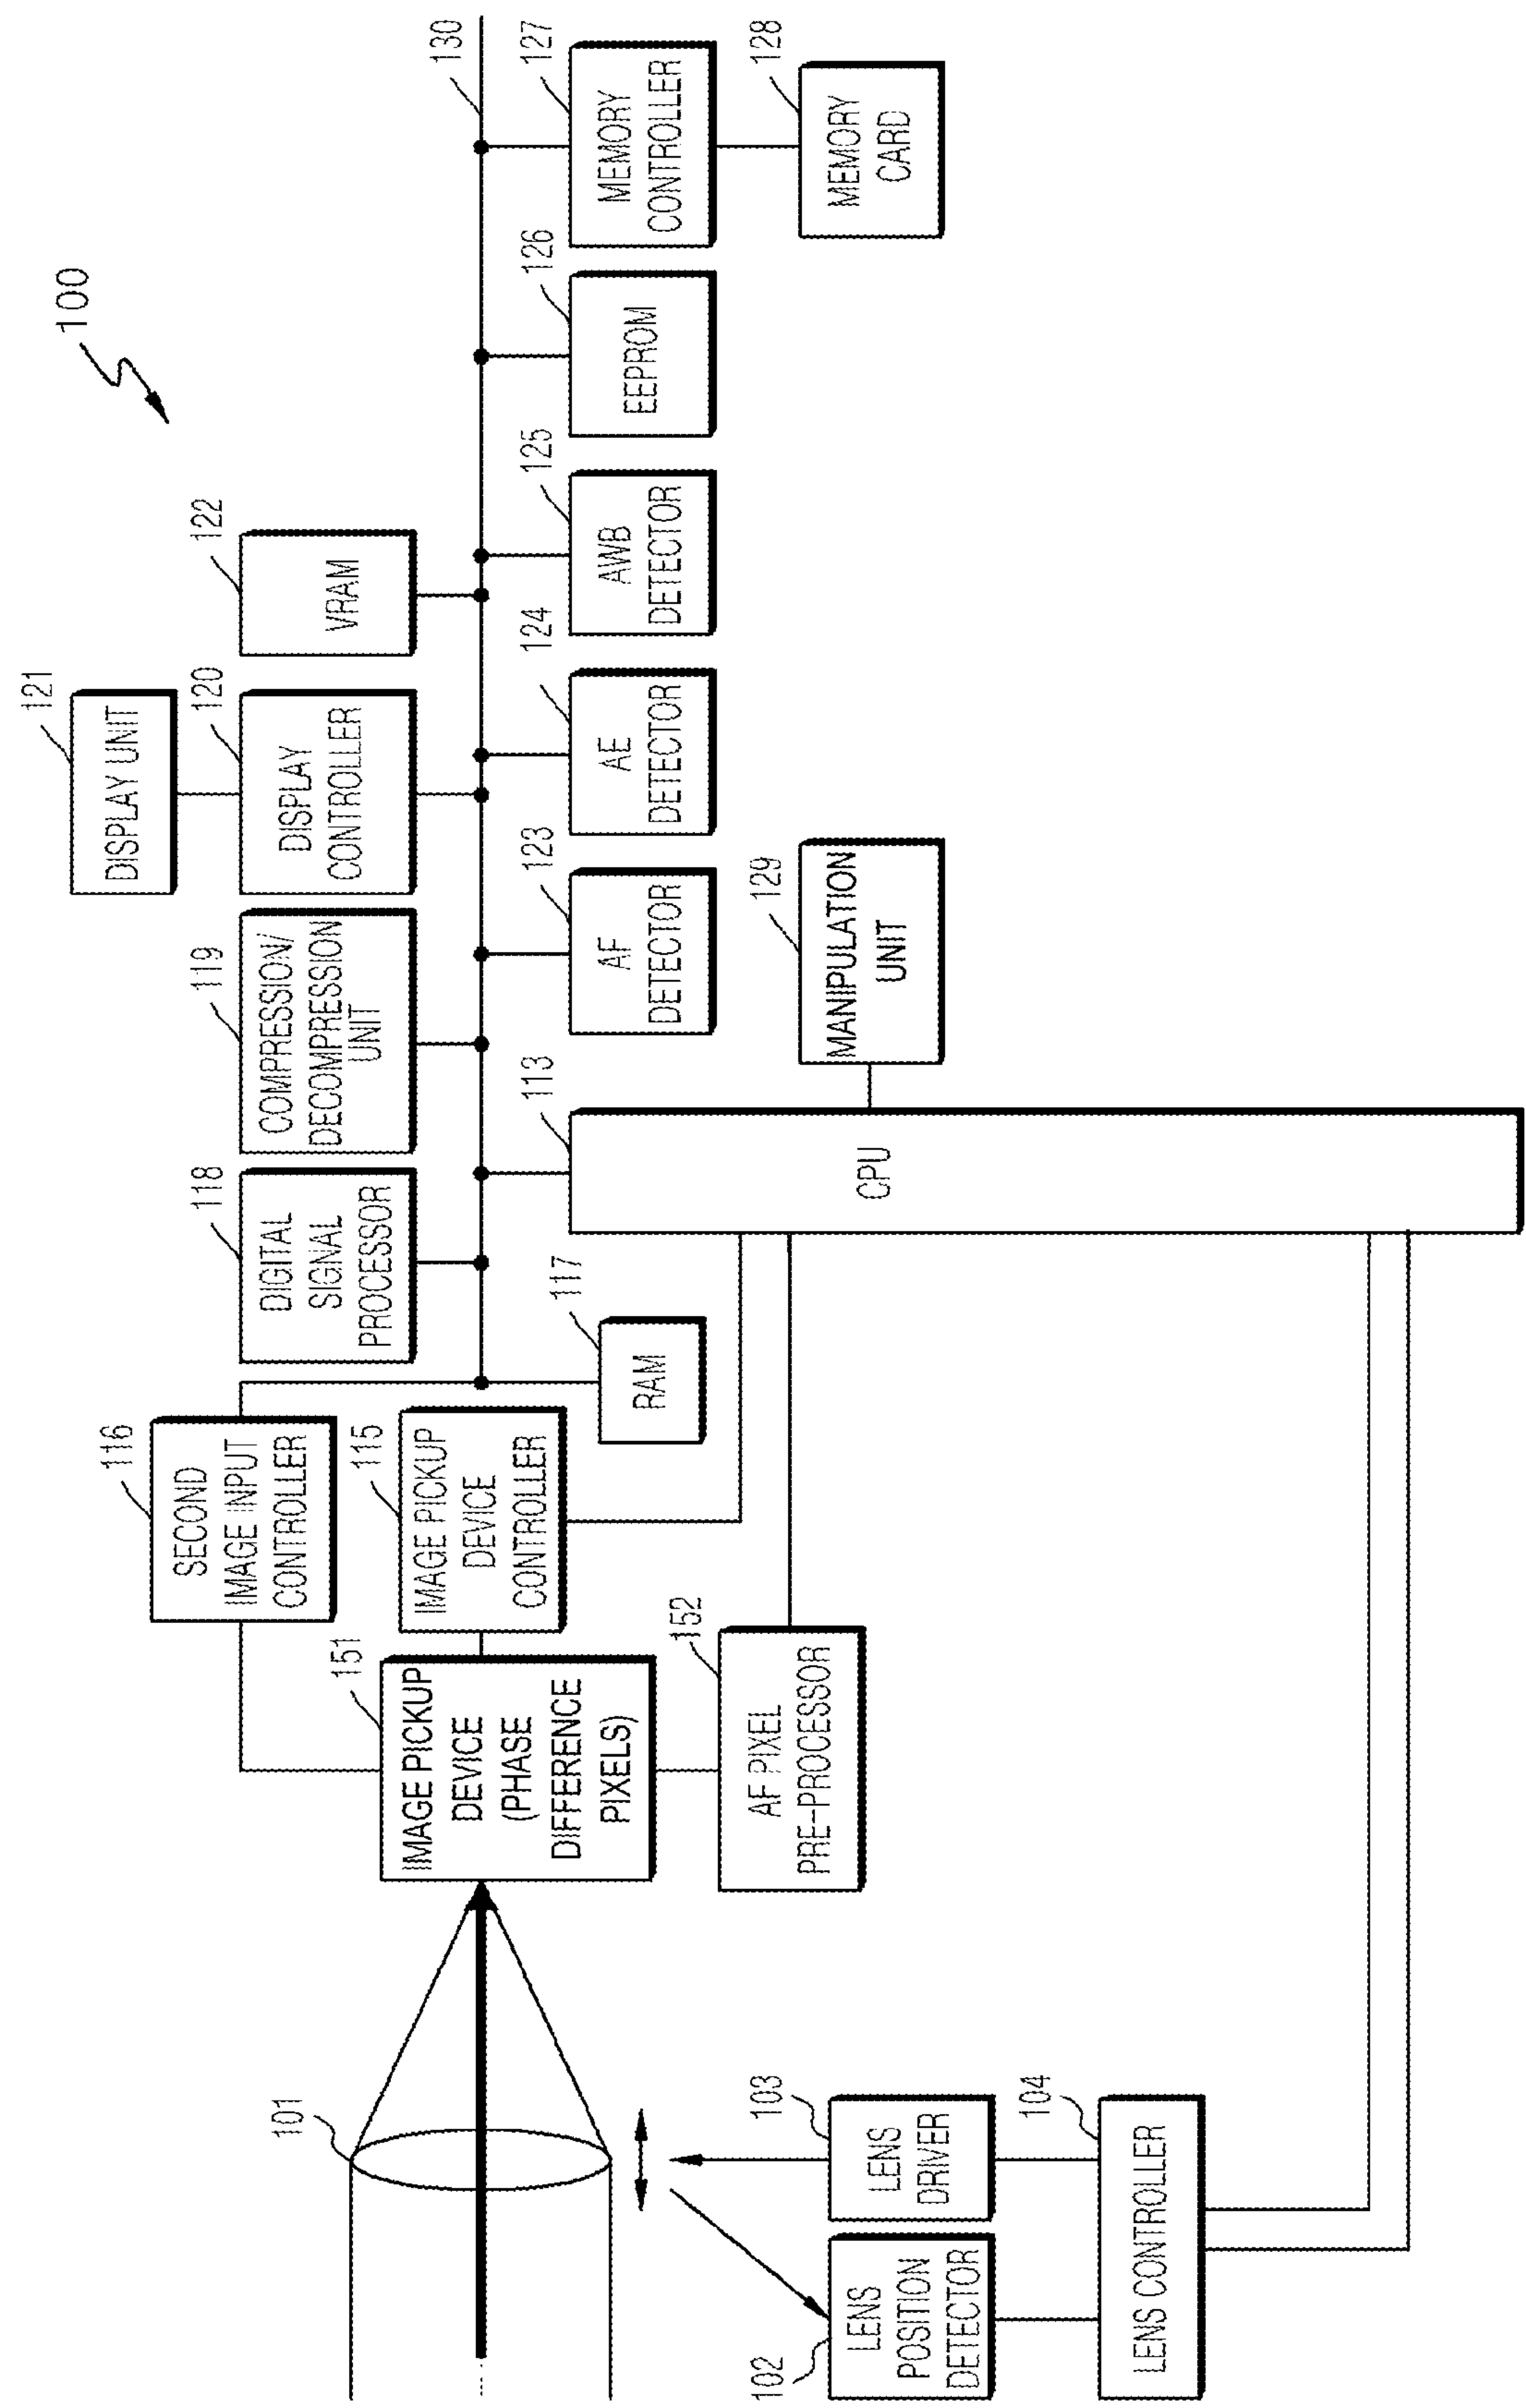 100
121
DISPLAY UNIT
122
VRAM
120
DISPLAY
CONTROLLER
119
COMPRESSION/
DECOMPRESSION
UNIT
118
DIGITAL
SIGNAL
PROCESSOR
116
SECOND
IMAGE INPUT
CONTROLLER
130
115
IMAGE PICKUP
DEVICE
CONTROLLER
151
IMAGE PICKUP
DEVICE
(PHASE
DIFFERENCE
PIXELS)
101
117
RAM
113
CPU
123
AF
DETECTOR
124
AE
DETECTOR
125
AWB
DETECTOR
126
EEPROM
127
MEMORY
CONTROLLER
128
MEMORY
CARD
129
MANIPULATION
UNIT
152
AF PIXEL
PRE-PROCESSOR
102
LENS
POSITION
DETECTOR
103
LENS
DRIVER
104
LENS CONTROLLER